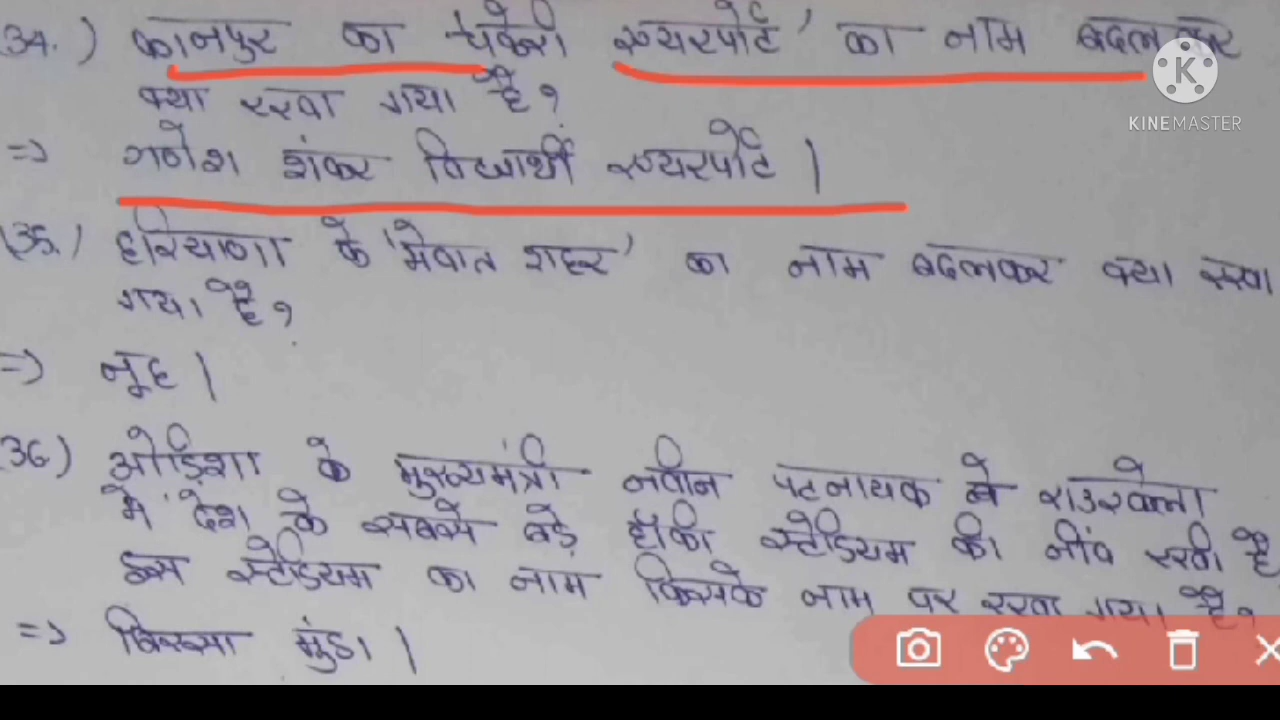 34.) कानपुर का 'चकेरी एयरपोर्ट' का नाम बदलकर
KINEMASTER
क्या रखा गया है?
=> गणेश शंकर विद्यार्थी एयरपोर्ट |
(35.) हरियाणा के 'मेवात शहर' का नाम बदलकर क्या रखा
गया है?
=> नूह |
36) ओड़िशा के मुख्यमंत्री नवीन पटनायक ने राउरकेला
में देश के सबसे बड़े हॉकी स्टेडियम की नींव रखी है
इस स्टेडियम का नाम किसके नाम पर रखा गया है?
=> बिरसा मुंडा |